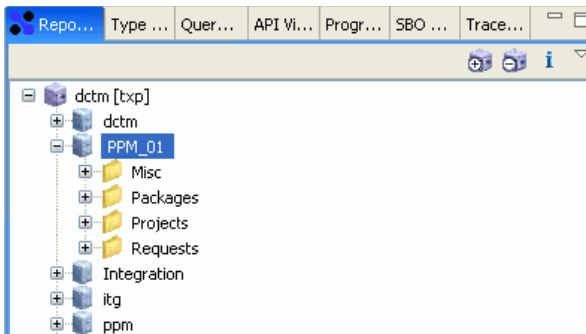 Repo... Type ... Quer... API Vi... Progr... SBO ... Trace...
dctm [txp]
dctm
PPM_01
Misc
Packages
Projects
Requests
Integration
itg
ppm